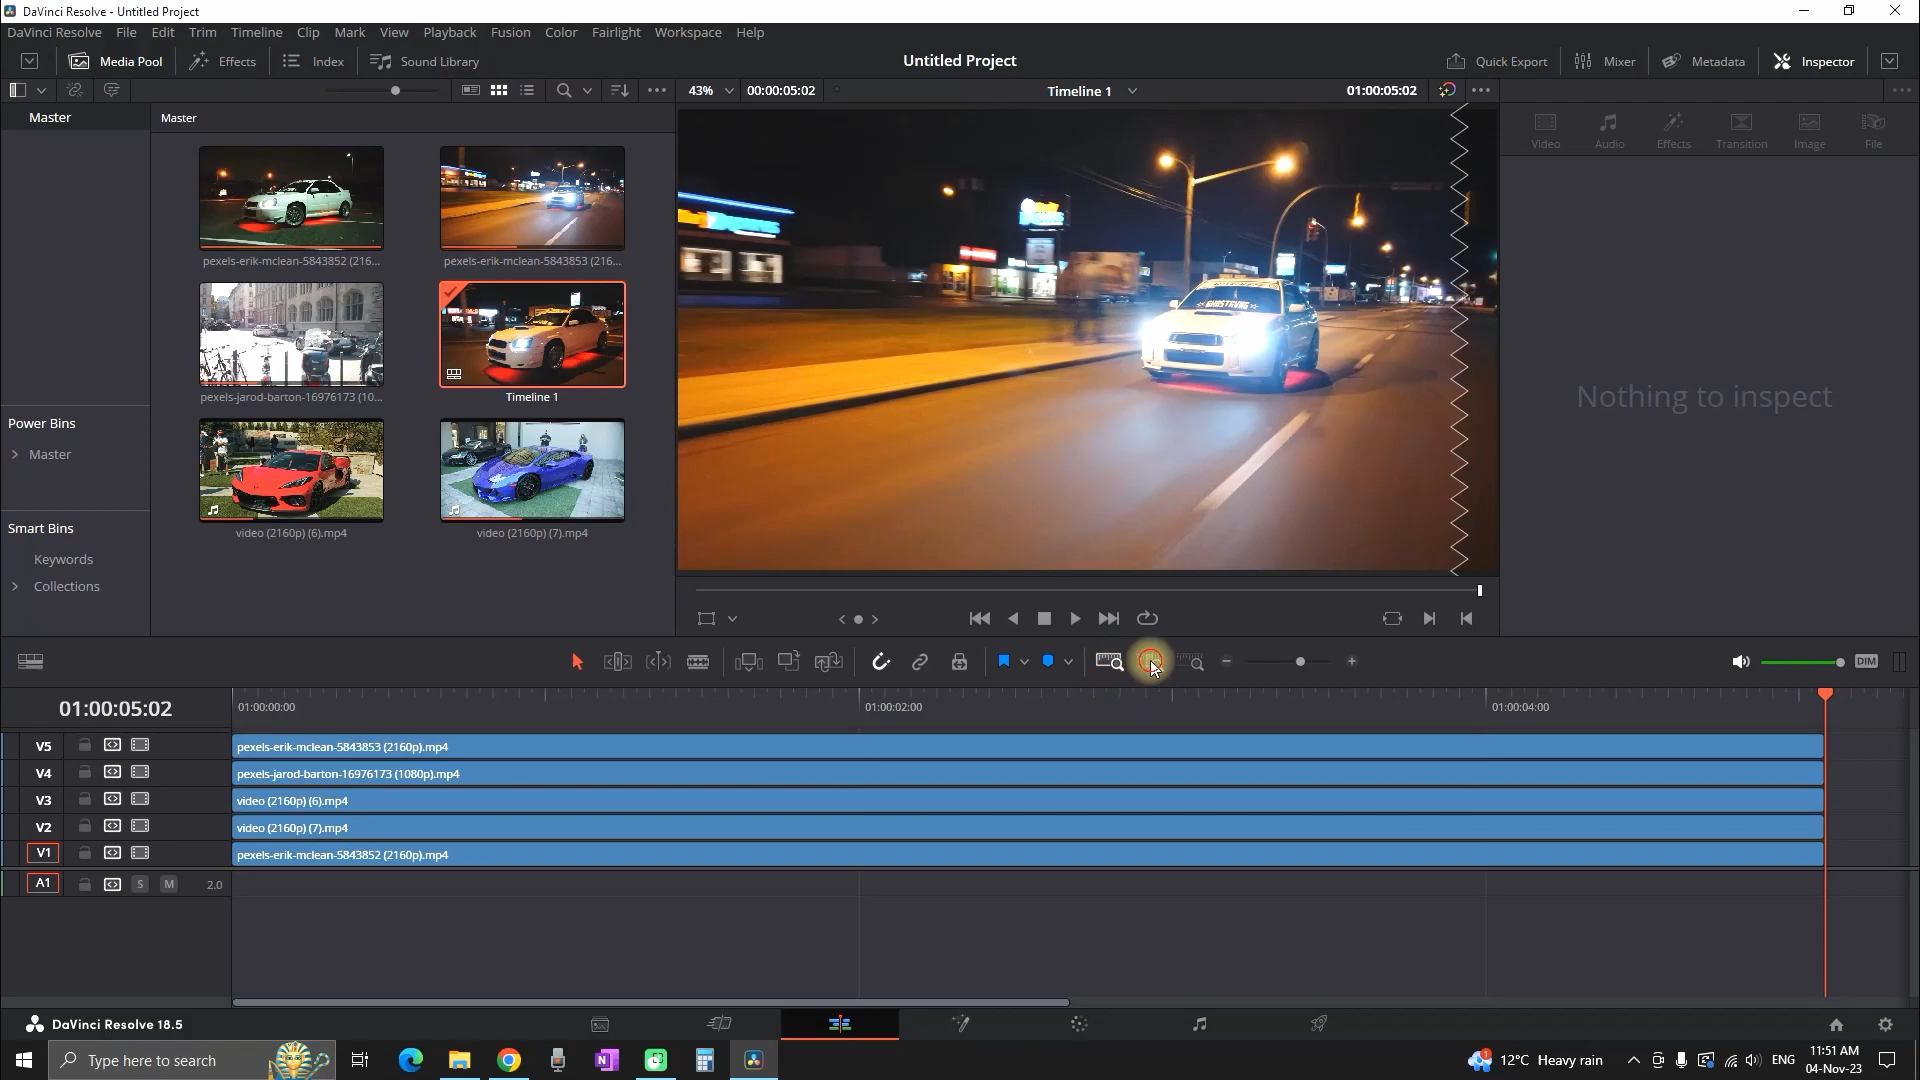 DaVinci Resolve - Untitled Project
DaVinci Resolve File Edit Trim Timeline Clip Mark View Playback Fusion Color Fairlight Workspace Help
Media Pool Effects Index Sound Library Untitled Project Quick Export Mixer Metadata Inspector
43% 00:00:05:02 Timeline 1 01:00:05:02
Master Master
Video Audio Effects Transition Image File
pexels-erik-mclean-5843852 (216... pexels-erik-mclean-5843853 (216...
GHOSTRVNG
pexels-jarod-barton-16976173 (10... Timeline 1
Nothing to inspect
Power Bins
Master
Smart Bins
video (2160p) (6).mp4 video (2160p) (7).mp4
Keywords
Collections
DIM
01:00:05:02 01:00:00:00 01:00:02:00 01:00:04:00
V5 pexels-erik-mclean-5843853 (2160p).mp4
V4 pexels-jarod-barton-16976173 (1080p).mp4
V3 video (2160p) (6).mp4
V2 video (2160p) (7).mp4
V1 pexels-erik-mclean-5843852 (2160p).mp4
A1 S M 2.0
DaVinci Resolve 18.5
Type here to search 1 12°C Heavy rain ENG 11:51 AM
04-Nov-23